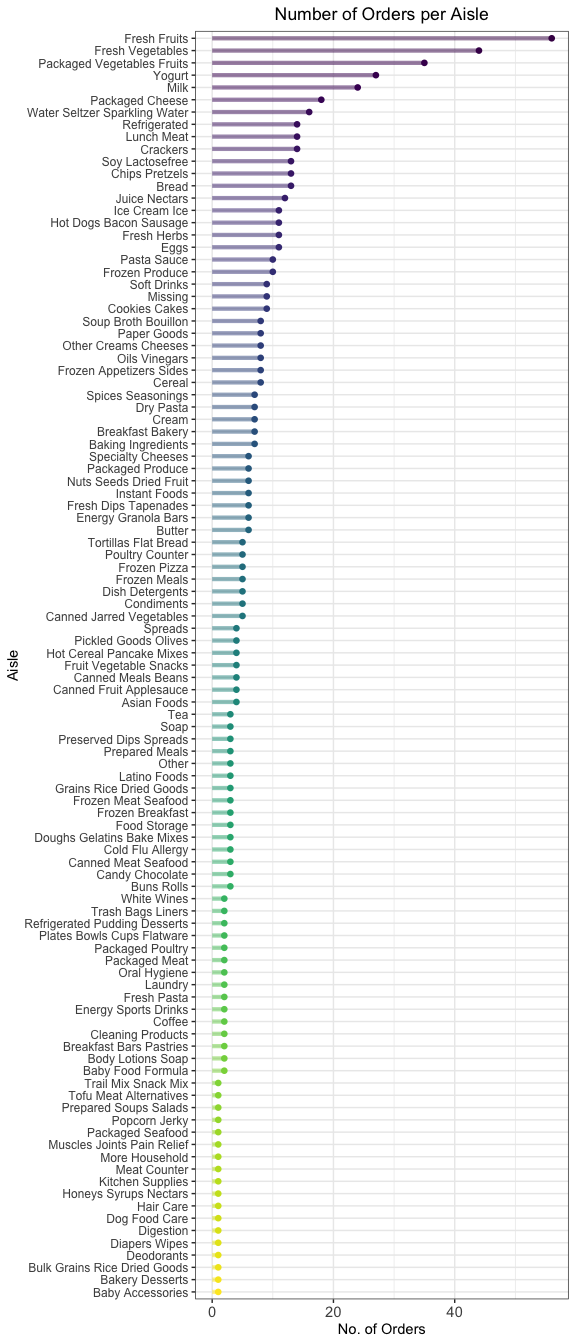 Number of Orders per Aisle
Fresh Fruits
Fresh Vegetables
Packaged Vegetables Fruits
Yogurt
Milk
Packaged Cheese
Water Seltzer Sparkling Water
Refrigerated
Lunch Meat
Crackers
Soy Lactosefree
Chips Pretzels
Bread
Juice Nectars
Ice Cream Ice
Hot Dogs Bacon Sausage
Fresh Herbs
Eggs
Pasta Sauce
Frozen Produce
Soft Drinks
Missing
Cookies Cakes
Soup Broth Bouillon
Paper Goods
Other Creams Cheeses
Oils Vinegars
Frozen Appetizers Sides
Cereal
Spices Seasonings
Dry Pasta
Cream
Breakfast Bakery
Baking Ingredients
Specialty Cheeses
Packaged Produce
Nuts Seeds Dried Fruit
Instant Foods
Fresh Dips Tapenades
Energy Granola Bars
Butter
Tortillas Flat Bread
Poultry Counter
Frozen Pizza
Frozen Meals
Dish Detergents
Condiments
Canned Jarred Vegetables
Spreads
Pickled Goods Olives
Hot Cereal Pancake Mixes
Fruit Vegetable Snacks
Canned Meals Beans
Canned Fruit Applesauce
Asian Foods
Tea
Soap
Preserved Dips Spreads
Prepared Meals
Other
Latino Foods
Grains Rice Dried Goods
Frozen Meat Seafood
Frozen Breakfast
Food Storage
Doughs Gelatins Bake Mixes
Cold Flu Allergy
Canned Meat Seafood
Candy Chocolate
Buns Rolls
White Wines
Trash Bags Liners
Refrigerated Pudding Desserts
Plates Bowls Cups Flatware
Packaged Poultry
Packaged Meat
Oral Hygiene
Laundry
Fresh Pasta
Energy Sports Drinks
Coffee
Cleaning Products
Breakfast Bars Pastries
Body Lotions Soap
Baby Food Formula
Trail Mix Snack Mix
Tofu Meat Alternatives
Prepared Soups Salads
Popcorn Jerky
Packaged Seafood
Muscles Joints Pain Relief
More Household
Meat Counter
Kitchen Supplies
Honeys Syrups Nectars
Hair Care
Dog Food Care
Digestion
Diapers Wipes
Deodorants
Bulk Grains Rice Dried Goods
Bakery Desserts
Baby Accessories
Aisle
0 20 40
No. of Orders